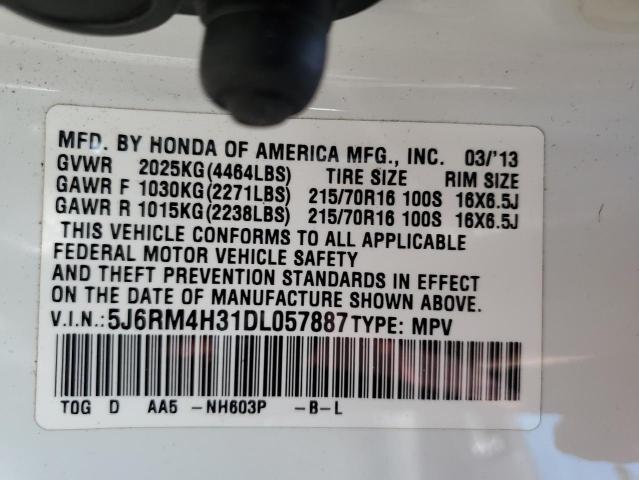 MFD. BY HONDA OF AMERICA MFG., INC. 03/'13
GVWR 2025KG(4464LBS) TIRE SIZE RIM SIZE
GAWR F 1030KG(2271LBS) 215/70R16 100S 16X6.5J
GAWR R 1015KG(2238LBS) 215/70R16 100S 16X6.5J
THIS VEHICLE CONFORMS TO ALL APPLICABLE
FEDERAL MOTOR VEHICLE SAFETY
AND THEFT PREVENTION STANDARDS IN EFFECT
ON THE DATE OF MANUFACTURE SHOWN ABOVE.
V.I.N.: 5J6RM4H31DL057887 TYPE: MPV
TOG D AA5 -NH603P -B-L